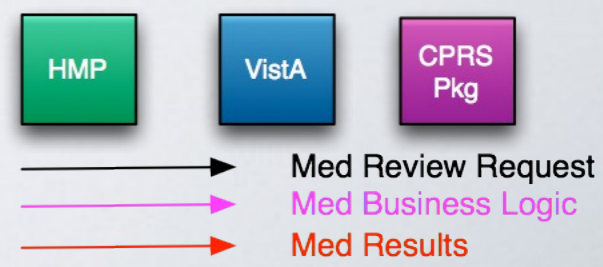 HMP
VistA
CPRS
Pkg
Med Review Request
Med Business Logic
Med Results